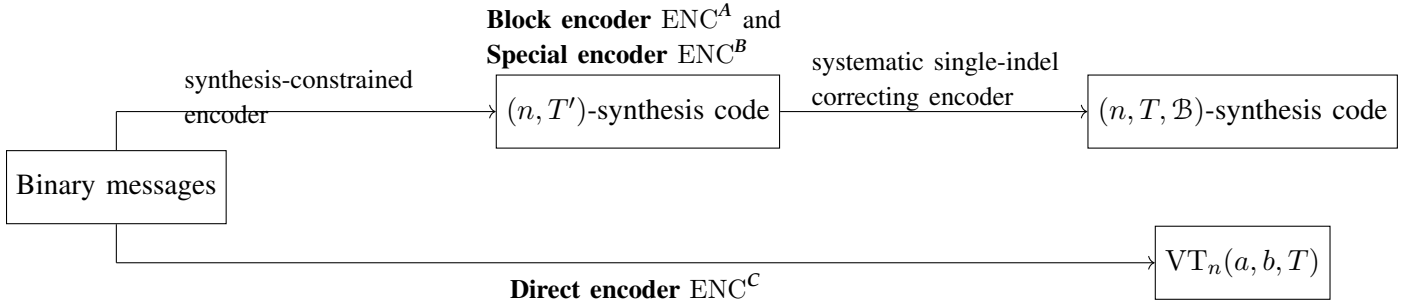 Block encoder ENC^A and
Special encoder ENC^B
synthesis-constrained
encoder
(n, T′)-synthesis code
systematic single-indel
correcting encoder
(n, T, ℬ)-synthesis code
Binary messages
VT_n(a, b, T)
Direct encoder ENC^C